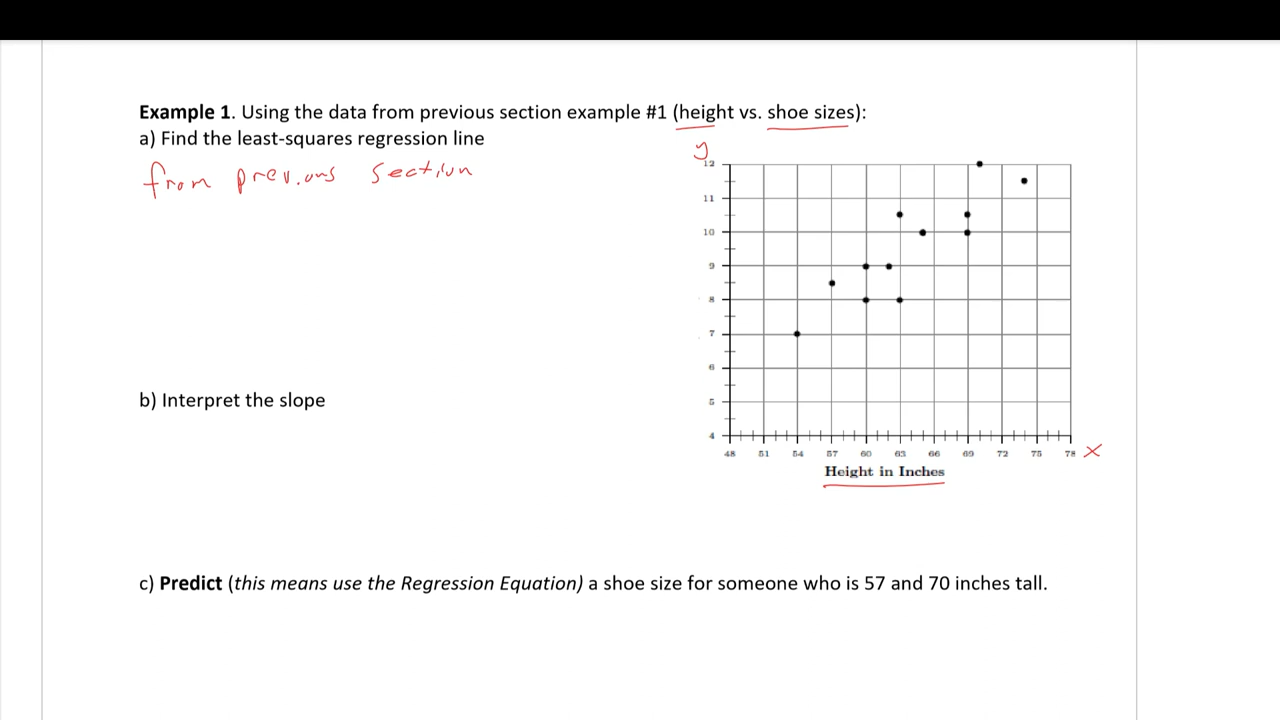 Example 1. Using the data from previous section example #1 (height vs. shoe sizes):
a) Find the least-squares regression line
from previous section
y
12
11
10
9
8
7
6
5
4
48 51 54 57 60 63 66 69 72 75 78 x
Height in Inches
b) Interpret the slope
c) Predict (this means use the Regression Equation) a shoe size for someone who is 57 and 70 inches tall.